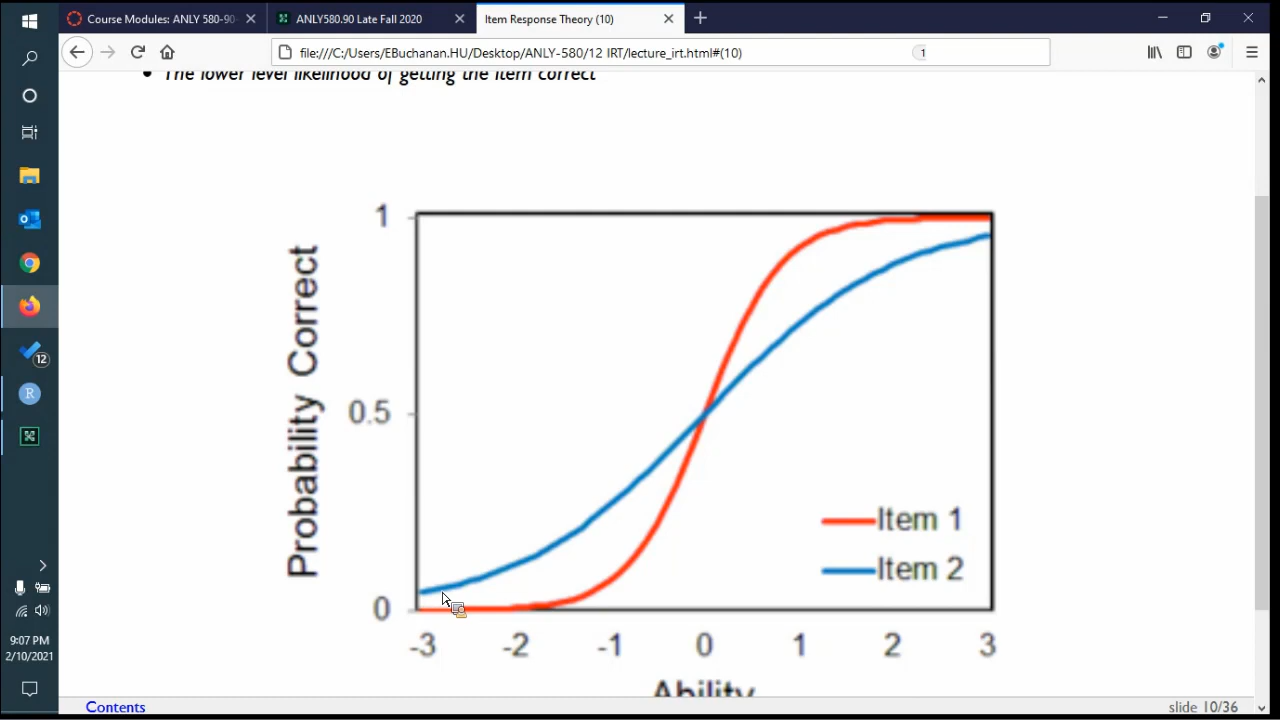 Course Modules: ANLY 580-90-
ANLY580.90 Late Fall 2020
Item Response Theory (10)
file:///C:/Users/EBuchanan.HU/Desktop/ANLY-580/12 IRT/lecture_irt.html#(10)
1
The lower level likelihood of getting the item correct
1
Probability Correct
0.5
Item 1
Item 2
0
-3 -2 -1 0 1 2 3
Ability
12
R
9:07 PM
2/10/2021
Contents
slide 10/36